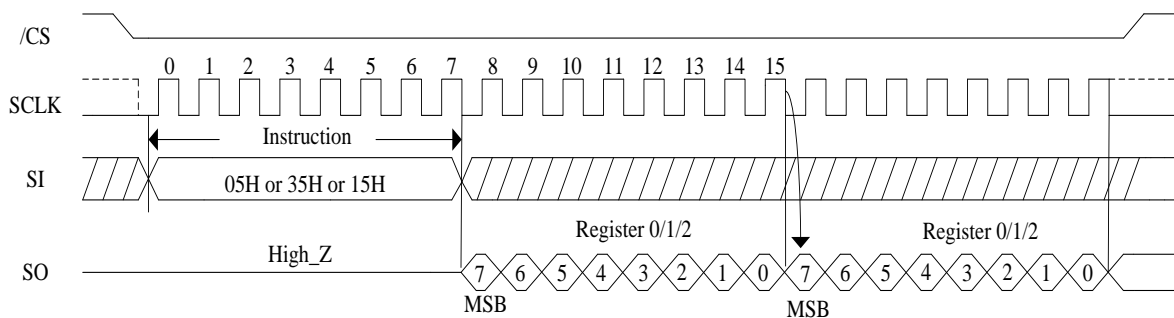 /CS
0 1 2 3 4 5 6 7 8 9 10 11 12 13 14 15
SCLK
Instruction
SI 05H or 35H or 15H
Register 0/1/2 Register 0/1/2
High_Z
SO 7 6 5 4 3 2 1 0 7 6 5 4 3 2 1 0
MSB MSB